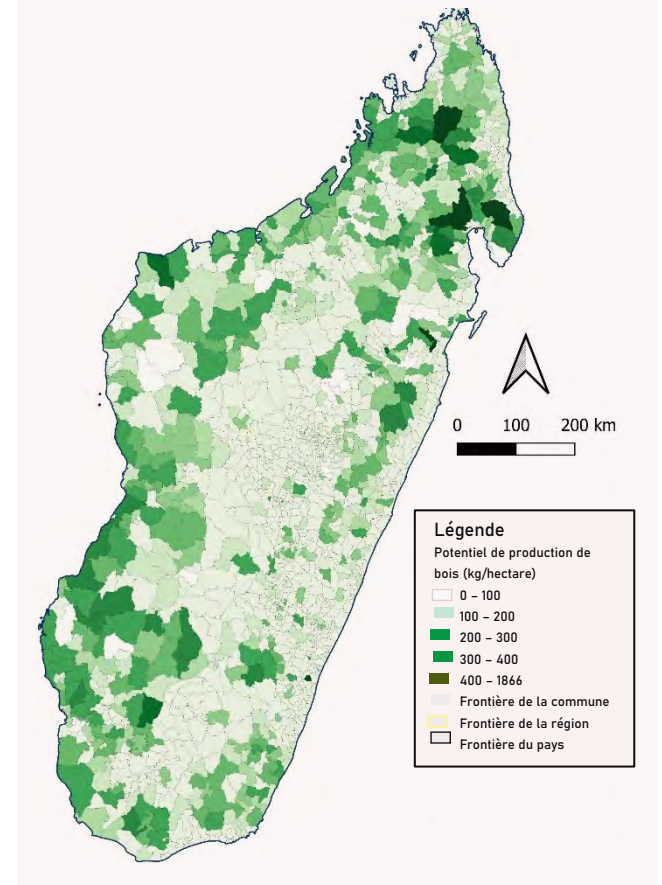 0 100 200 km
Légende
Potentiel de production de
bois (kg/hectare)
0 – 100
100 – 200
200 – 300
300 – 400
400 – 1866
Frontière de la commune
Frontière de la région
Frontière du pays